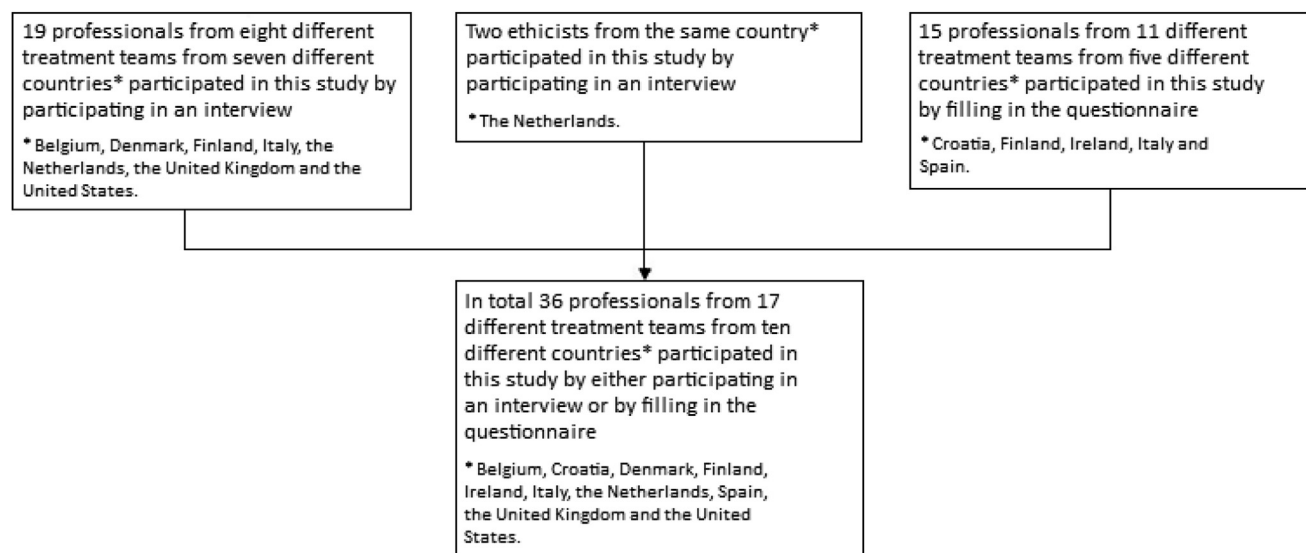 19 professionals from eight different
treatment teams from seven different
countries* participated in this study by
participating in an interview
* Belgium, Denmark, Finland, Italy, the
Netherlands, the United Kingdom and the
United States.
Two ethicists from the same country*
participated in this study by
participating in an interview
* The Netherlands.
15 professionals from 11 different
treatment teams from five different
countries* participated in this study
by filling in the questionnaire
* Croatia, Finland, Ireland, Italy and
Spain.
In total 36 professionals from 17
different treatment teams from ten
different countries* participated in
this study by either participating in
an interview or by filling in the
questionnaire
* Belgium, Croatia, Denmark, Finland,
Ireland, Italy, the Netherlands, Spain,
the United Kingdom and the United
States.